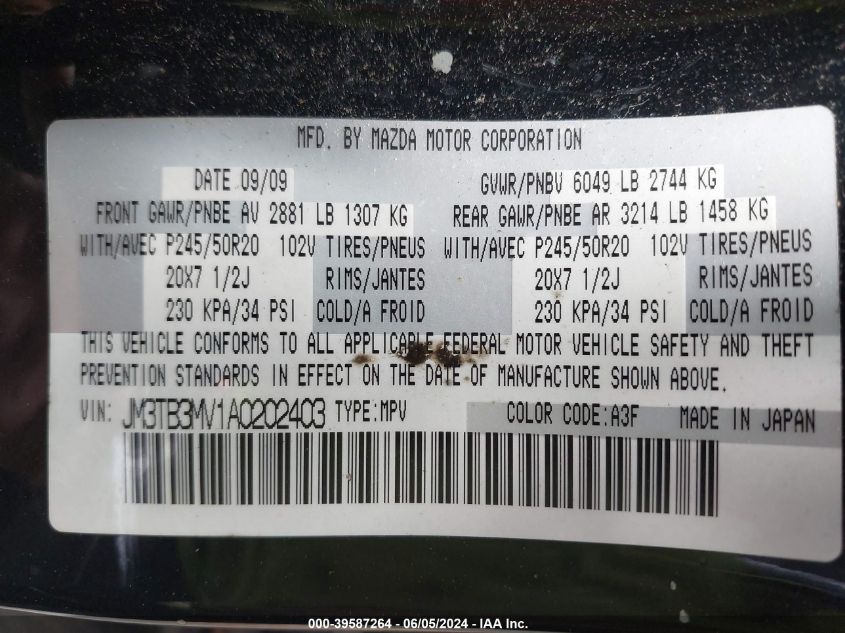 MFD. BY MAZDA MOTOR CORPORATION
DATE 09/09 GVWR/PNBV 6049 LB 2744 KG
FRONT GAWR/PNBE AV 2881 LB 1307 KG REAR GAWR/PNBE AR 3214 LB 1458 KG
WITH/AVEC P245/50R20 102V TIRES/PNEUS WITH/AVEC P245/50R20 102V TIRES/PNEUS
20X7 1/2J RIMS/JANTES 20X7 1/2J RIMS/JANTES
230 KPA/34 PSI COLD/A FROID 230 KPA/34 PSI COLD/A FROID
THIS VEHICLE CONFORMS TO ALL APPLICABLE FEDERAL MOTOR VEHICLE SAFETY AND THEFT
PREVENTION STANDARDS IN EFFECT ON THE DATE OF MANUFACTURE SHOWN ABOVE.
VIN: JM3TB3MV1A0202403 TYPE:MPV COLOR CODE:A3F MADE IN JAPAN
000-39587264 - 06/05/2024 - IAA Inc.